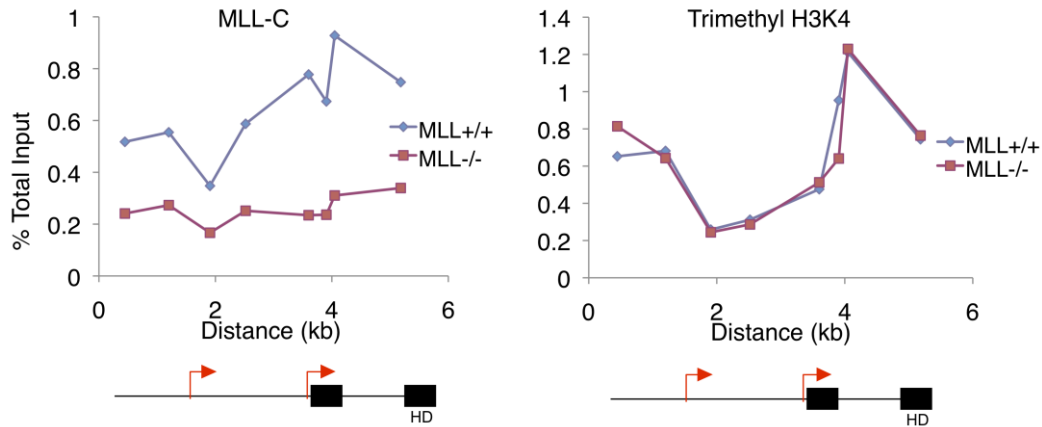 MLL-C
% Total Input
1
0.8
0.6
0.4
0.2
0
0 2 4 6
Distance (kb)
MLL+/+
MLL-/-
HD
Trimethyl H3K4
1.4
1.2
1
0.8
0.6
0.4
0.2
0
0 2 4 6
Distance (kb)
MLL+/+
MLL-/-
HD